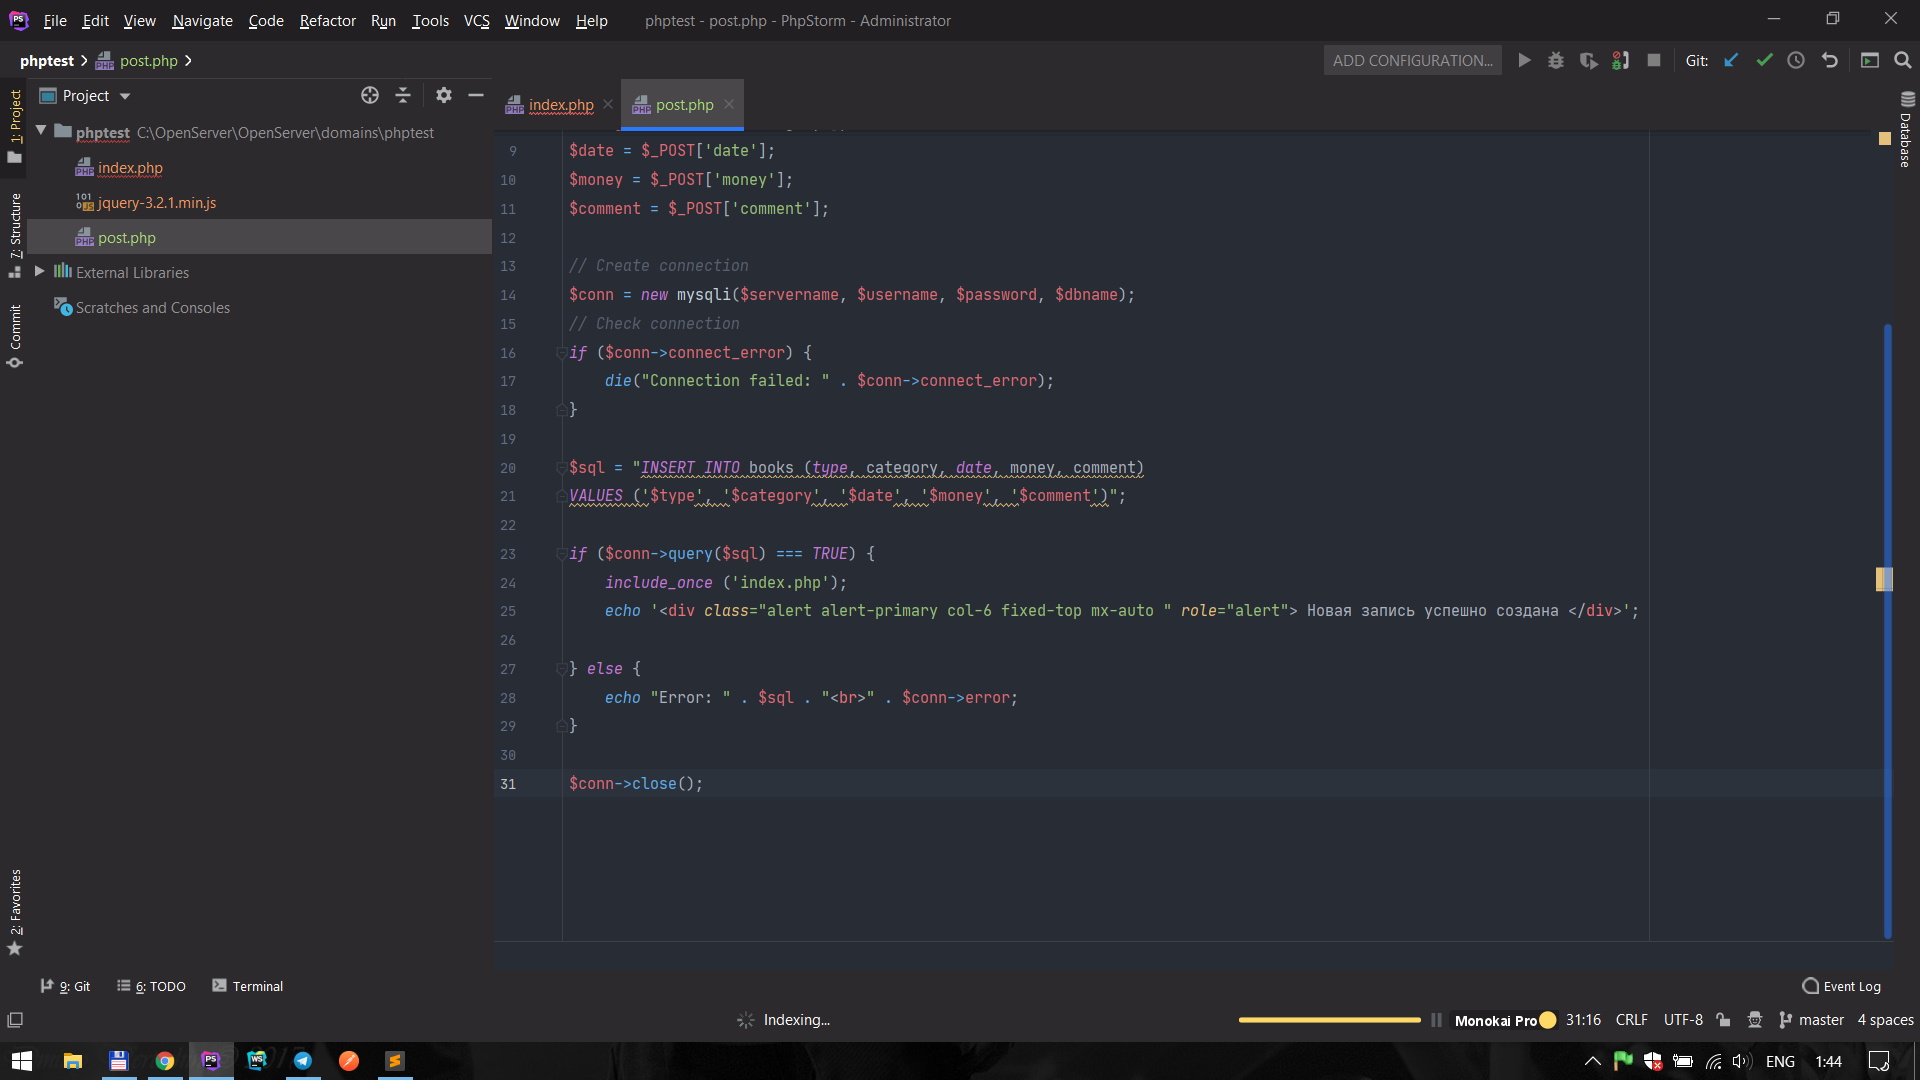 File Edit View Navigate Code Refactor Run Tools VCS Window Help phptest - post.php - PhpStorm - Administrator
phptest post.php ADD CONFIGURATION... Git:
Project
index.php post.php
1: Project
7: Structure
Commit
2: Favorites
Database
phptest C:\OpenServer\OpenServer\domains\phptest
index.php
jquery-3.2.1.min.js
post.php
External Libraries
Scratches and Consoles
9 $date = $_POST['date'];
10 $money = $_POST['money'];
11 $comment = $_POST['comment'];
12
13 // Create connection
14 $conn = new mysqli($servername, $username, $password, $dbname);
15 // Check connection
16 if ($conn->connect_error) {
17 die("Connection failed: " . $conn->connect_error);
18 }
19
20 $sql = "INSERT INTO books (type, category, date, money, comment)
21 VALUES ('$type', '$category', '$date', '$money', '$comment')";
22
23 if ($conn->query($sql) === TRUE) {
24 include_once ('index.php');
25 echo '<div class="alert alert-primary col-6 fixed-top mx-auto " role="alert"> Новая запись успешно создана </div>';
26
27 } else {
28 echo "Error: " . $sql . "<br>" . $conn->error;
29 }
30
31 $conn->close();
9: Git 6: TODO Terminal Event Log
Indexing... Monokai Pro 31:16 CRLF UTF-8 master 4 spaces
ENG 1:44